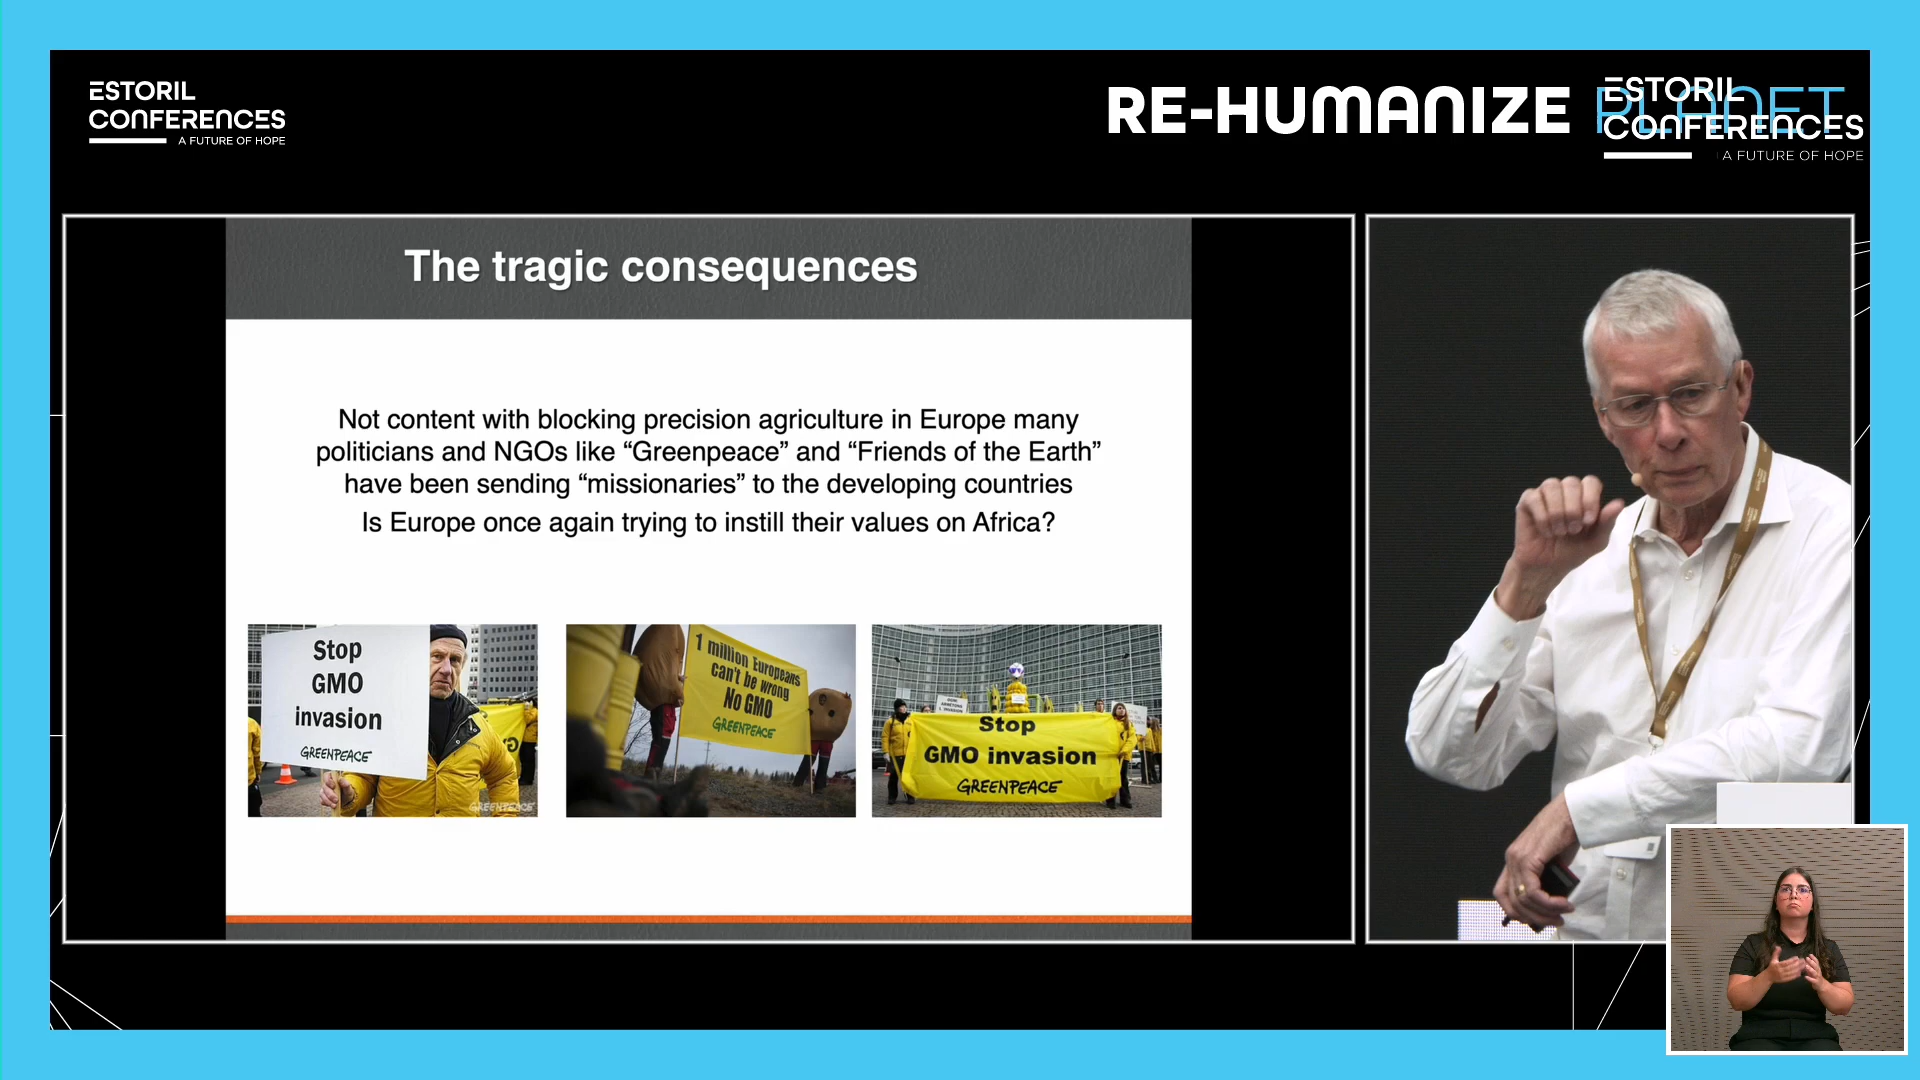 ESTORIL
CONFERENCES
A FUTURE OF HOPE
RE-HUMANIZE PLANET
ESTORIL
CONFERENCES
A FUTURE OF HOPE
The tragic consequences
Not content with blocking precision agriculture in Europe many
politicians and NGOs like “Greenpeace” and “Friends of the Earth”
have been sending “missionaries” to the developing countries
Is Europe once again trying to instill their values on Africa?
Stop
GMO
invasion
GREENPEACE
GREENPEACE
1 million Europeans
can't be wrong
No GMO
GREENPEACE
Stop
GMO invasion
GREENPEACE